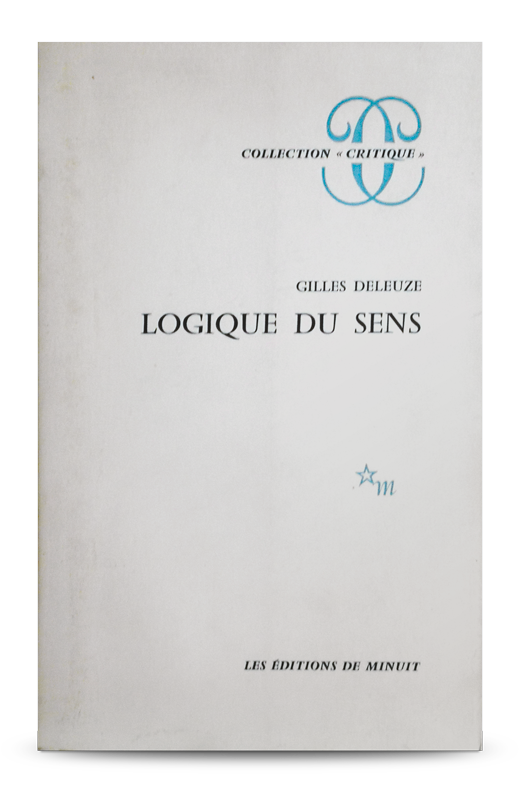 COLLECTION « CRITIQUE »
GILLES DELEUZE
LOGIQUE DU SENS
m
LES ÉDITIONS DE MINUIT